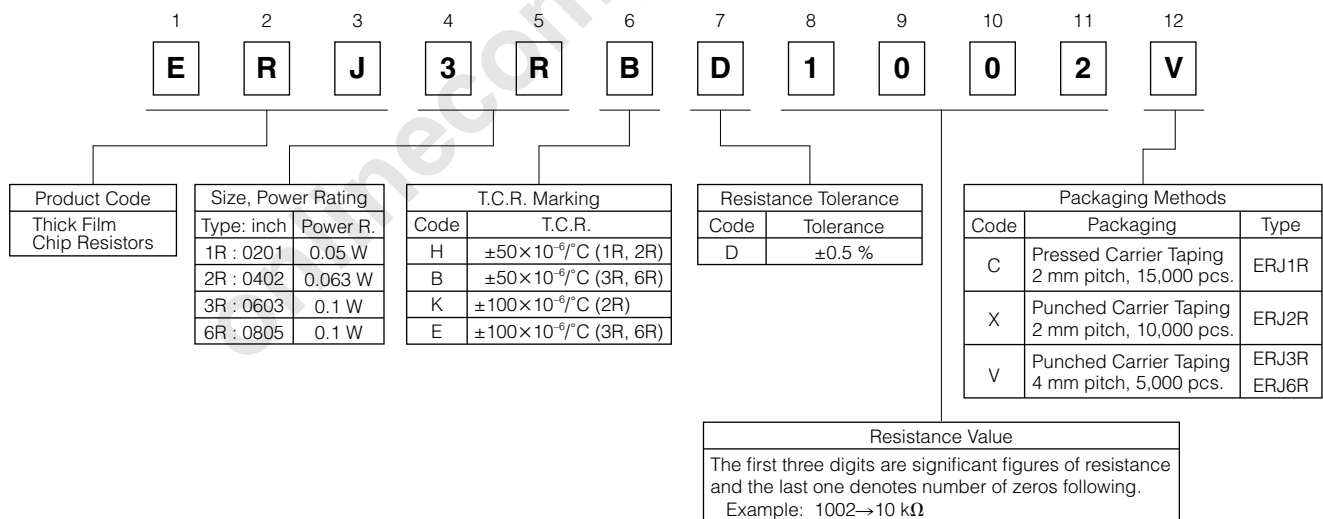 1 2 3 4 5 6 7 8 9 10 11 12
E R J 3 R B D 1 0 0 2 V
Product Code
Thick Film
Chip Resistors
Size, Power Rating
Type: inch Power R.
1R : 0201 0.05 W
2R : 0402 0.063 W
3R : 0603 0.1 W
6R : 0805 0.1 W
T.C.R. Marking
Code T.C.R.
H ±50×10⁻⁶/°C (1R, 2R)
B ±50×10⁻⁶/°C (3R, 6R)
K ±100×10⁻⁶/°C (2R)
E ±100×10⁻⁶/°C (3R, 6R)
Resistance Tolerance
Code Tolerance
D ±0.5 %
Packaging Methods
Code Packaging Type
C Pressed Carrier Taping
2 mm pitch, 15,000 pcs. ERJ1R
X Punched Carrier Taping
2 mm pitch, 10,000 pcs. ERJ2R
V Punched Carrier Taping ERJ3R
4 mm pitch, 5,000 pcs. ERJ6R
Resistance Value
The first three digits are significant figures of resistance
and the last one denotes number of zeros following.
Example: 1002→10 kΩ